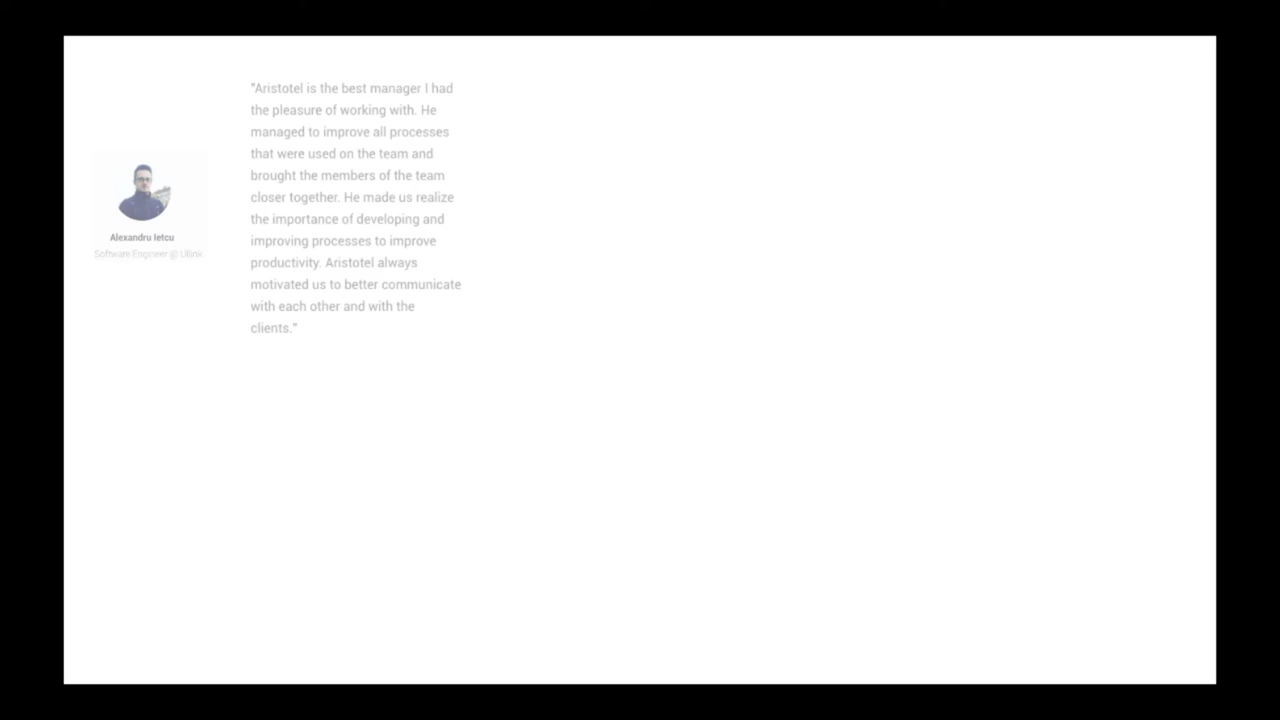 "Aristotel is the best manager I had
the pleasure of working with. He
managed to improve all processes
that were used on the team and
brought the members of the team
closer together. He made us realize
the importance of developing and
improving processes to improve
productivity. Aristotel always
motivated us to better communicate
with each other and with the
clients."
Alexandru Ietcu
Software Engineer @ Ullink